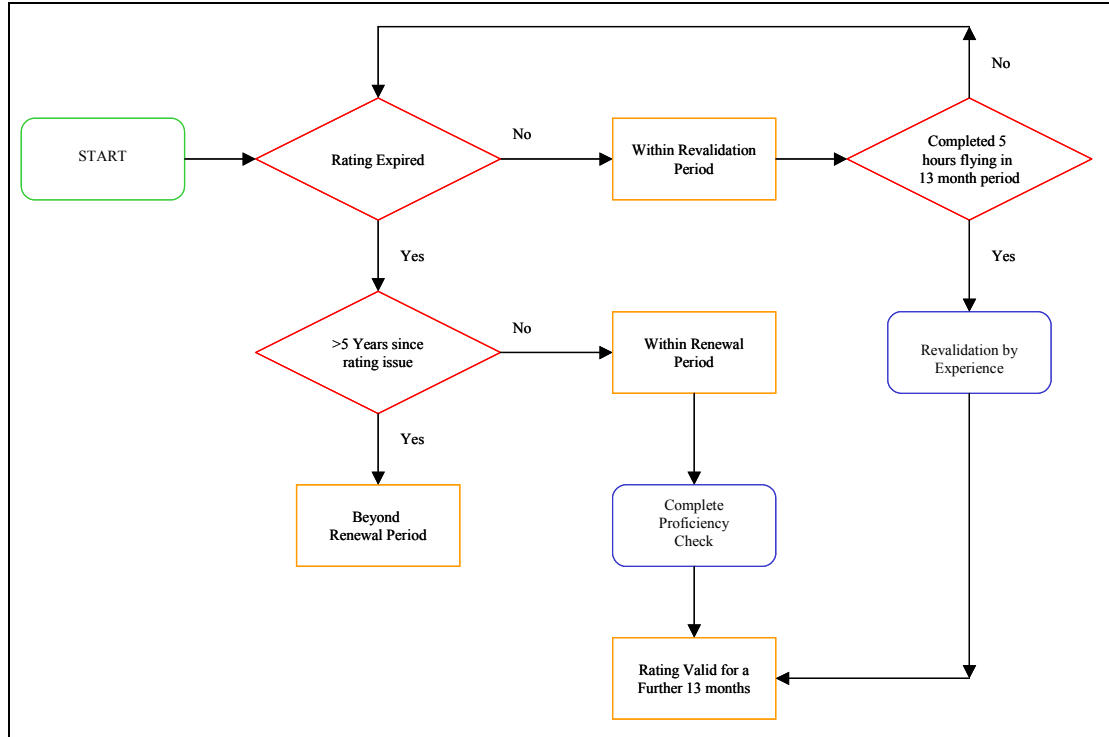 No
START
Rating Expired
No
Within Revalidation
Period
Completed 5
hours flying in
13 month period
Yes
Yes
>5 Years since
rating issue
No
Within Renewal
Period
Revalidation by
Experience
Yes
Beyond
Renewal Period
Complete
Proficiency
Check
Rating Valid for a
Further 13 months